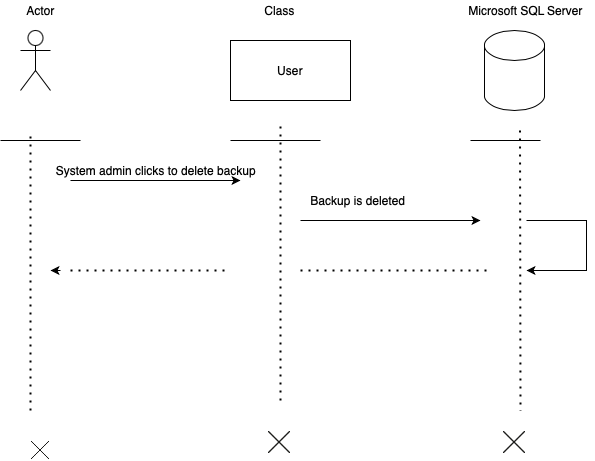 Actor
Class
Microsoft SQL Server
User
System admin clicks to delete backup
Backup is deleted